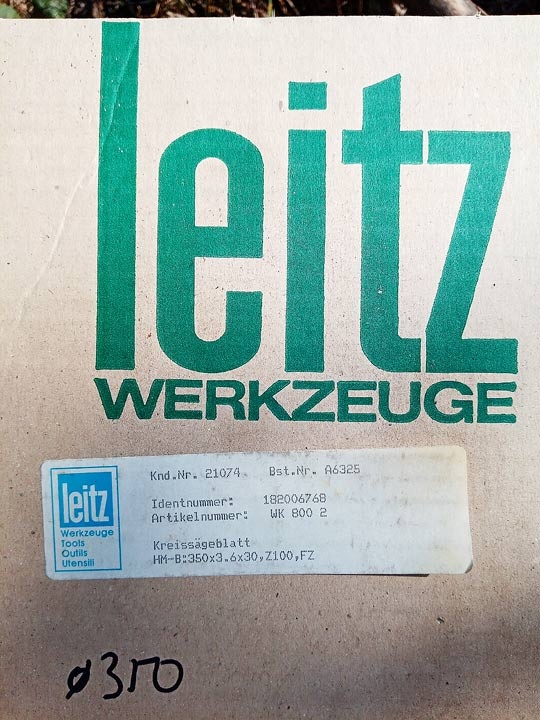 leitz
WERKZEUGE
leitz
Werkzeuge
Tools
Outils
Utensili
Knd.Nr. 21074 Bst.Nr. A6325
Identnummer: 182006768
Artikelnummer: WK 800 2
Kreissägeblatt
HM-B:350x3.6x30,Z100,FZ
ø350